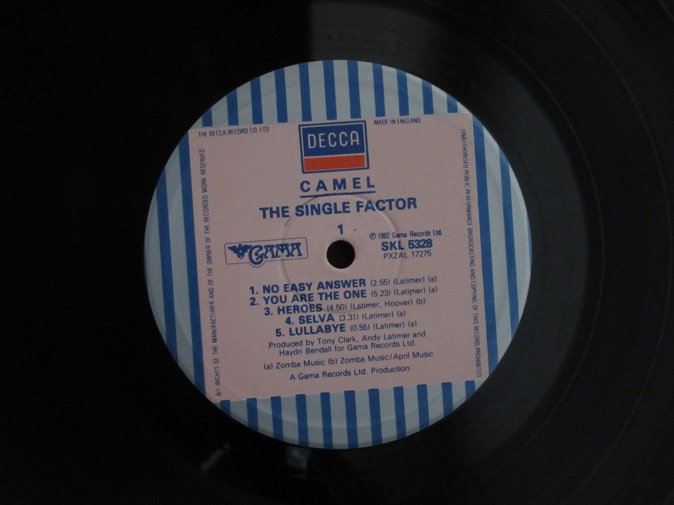 THE DECCA RECORD CO. LTD
MADE IN ENGLAND
DECCA
CAMEL
THE SINGLE FACTOR
1
GAMA
℗ 1982 Gama Records Ltd.
SKL 5328
PXZAL 17275
1. NO EASY ANSWER (2.55) (Latimer) (a)
2. YOU ARE THE ONE (5.23) (Latimer) (a)
3. HEROES (4.50) (Latimer, Hoover) (b)
4. SELVA (3.31) (Latimer) (a)
5. LULLABYE (0.55) (Latimer) (a)
Produced by Tony Clark, Andy Latimer and
Haydn Bendall for Gama Records Ltd.
(a) Zomba Music (b) Zomba Music/April Music
A Gama Records Ltd. Production
ALL RIGHTS OF THE MANUFACTURER AND OF THE OWNER OF THE RECORDED WORK RESERVED
UNAUTHORISED PUBLIC PERFORMANCE BROADCASTING AND COPYING OF THIS RECORD PROHIBITED